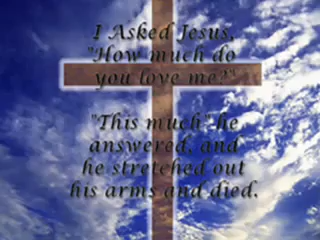 I Asked Jesus,
"How much do
you love me?"
"This much" he
answered, and
he stretched out
his arms and died.